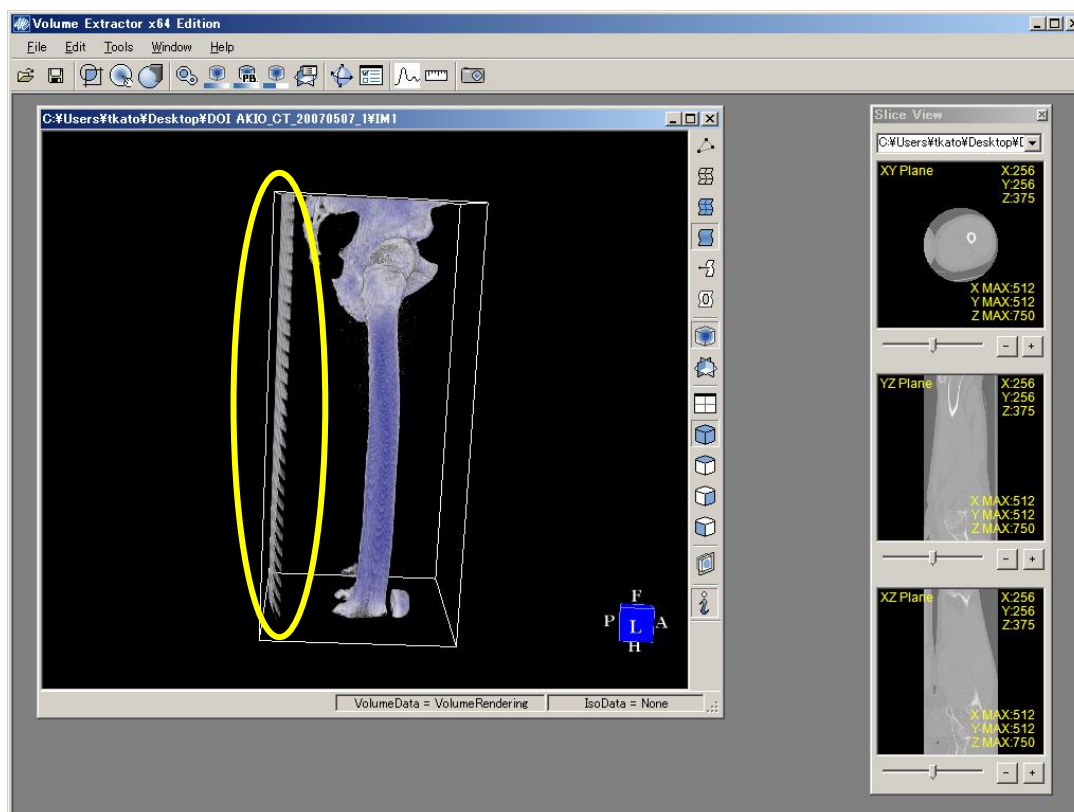 Volume Extractor x64 Edition
File Edit Tools Window Help
PB
C:¥Users¥tkato¥Desktop¥DOI AKIO_CT_20070507_1¥IM1
F
P L A
H
VolumeData = VolumeRendering IsoData = None
Slice View
C:¥Users¥tkato¥Desktop¥D
XY Plane X:256
Y:256
Z:375
X MAX:512
Y MAX:512
Z MAX:750
YZ Plane X:256
Y:256
Z:375
X MAX:512
Y MAX:512
Z MAX:750
XZ Plane X:256
Y:256
Z:375
X MAX:512
Y MAX:512
Z MAX:750